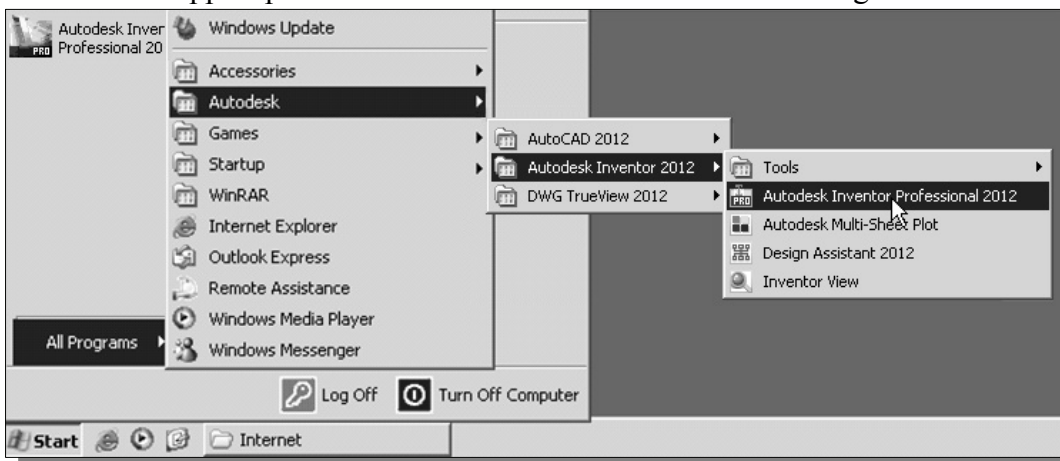 Autodesk Inver
Professional 20
PRO
Windows Update
Accessories
Autodesk
Games
Startup
WinRAR
Internet Explorer
Outlook Express
Remote Assistance
Windows Media Player
Windows Messenger
AutoCAD 2012
Autodesk Inventor 2012
DWG TrueView 2012
Tools
PRO
Autodesk Inventor Professional 2012
Autodesk Multi-Sheet Plot
Design Assistant 2012
Inventor View
All Programs
Log Off
Turn Off Computer
Start
Internet